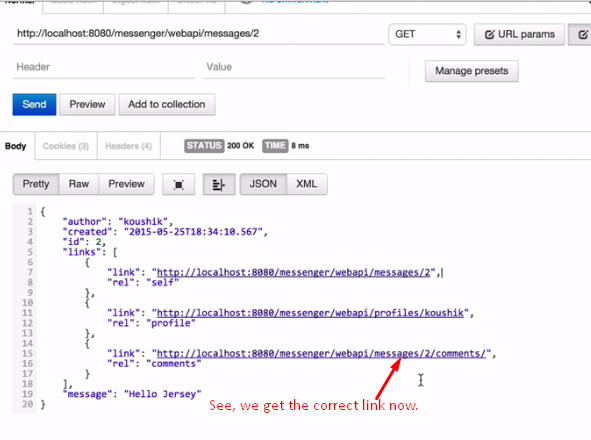 http://localhost:8080/messenger/webapi/messages/2 GET URL params
Header Value Manage presets
Send Preview Add to collection
Body Cookies (3) Headers (4) STATUS 200 OK TIME 8 ms
Pretty Raw Preview JSON XML
1 {
2 "author": "koushik",
3 "created": "2015-05-25T18:34:10.567",
4 "id": 2,
5 "links": [
6 {
7 "link": "http://localhost:8080/messenger/webapi/messages/2",
8 "rel": "self"
9 },
10 {
11 "link": "http://localhost:8080/messenger/webapi/profiles/koushik",
12 "rel": "profile"
13 },
14 {
15 "link": "http://localhost:8080/messenger/webapi/messages/2/comments/",
16 "rel": "comments"
17 }
18 ],
19 "message": "Hello Jersey"
20 }
See, we get the correct link now.